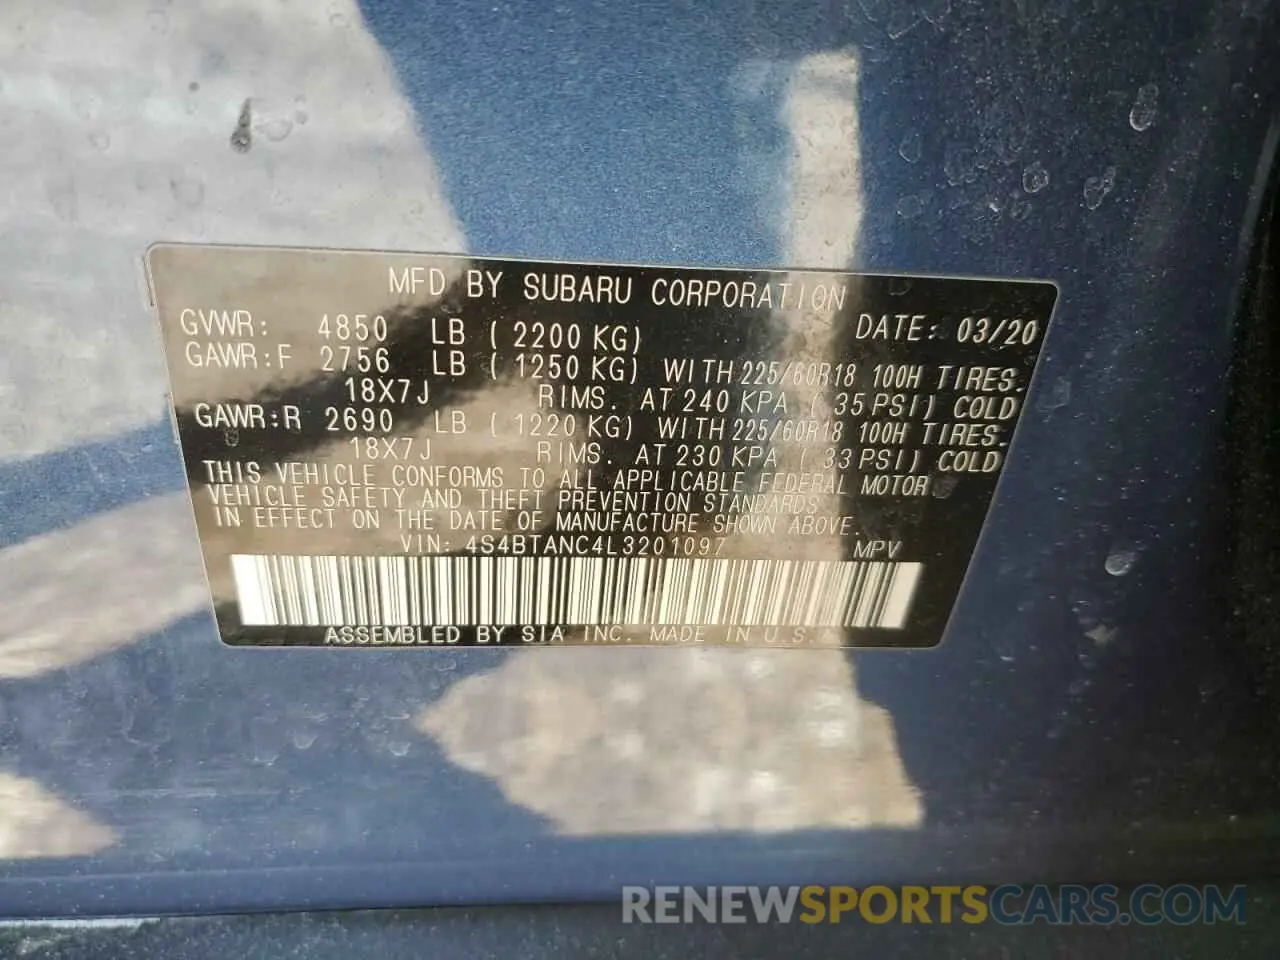 MFD BY SUBARU CORPORATION
GVWR: 4850 LB ( 2200 KG) DATE: 03/20
GAWR:F 2756 LB ( 1250 KG) WITH 225/60R18 100H TIRES.
18X7J RIMS. AT 240 KPA ( 35 PSI) COLD
GAWR:R 2690 LB ( 1220 KG) WITH 225/60R18 100H TIRES.
18X7J RIMS. AT 230 KPA ( 33 PSI) COLD
THIS VEHICLE CONFORMS TO ALL APPLICABLE FEDERAL MOTOR
VEHICLE SAFETY AND THEFT PREVENTION STANDARDS
IN EFFECT ON THE DATE OF MANUFACTURE SHOWN ABOVE.
VIN: 4S4BTANC4L3201097 MPV
ASSEMBLED BY SIA INC. MADE IN U.S.A
RENEWSPORTSCARS.COM